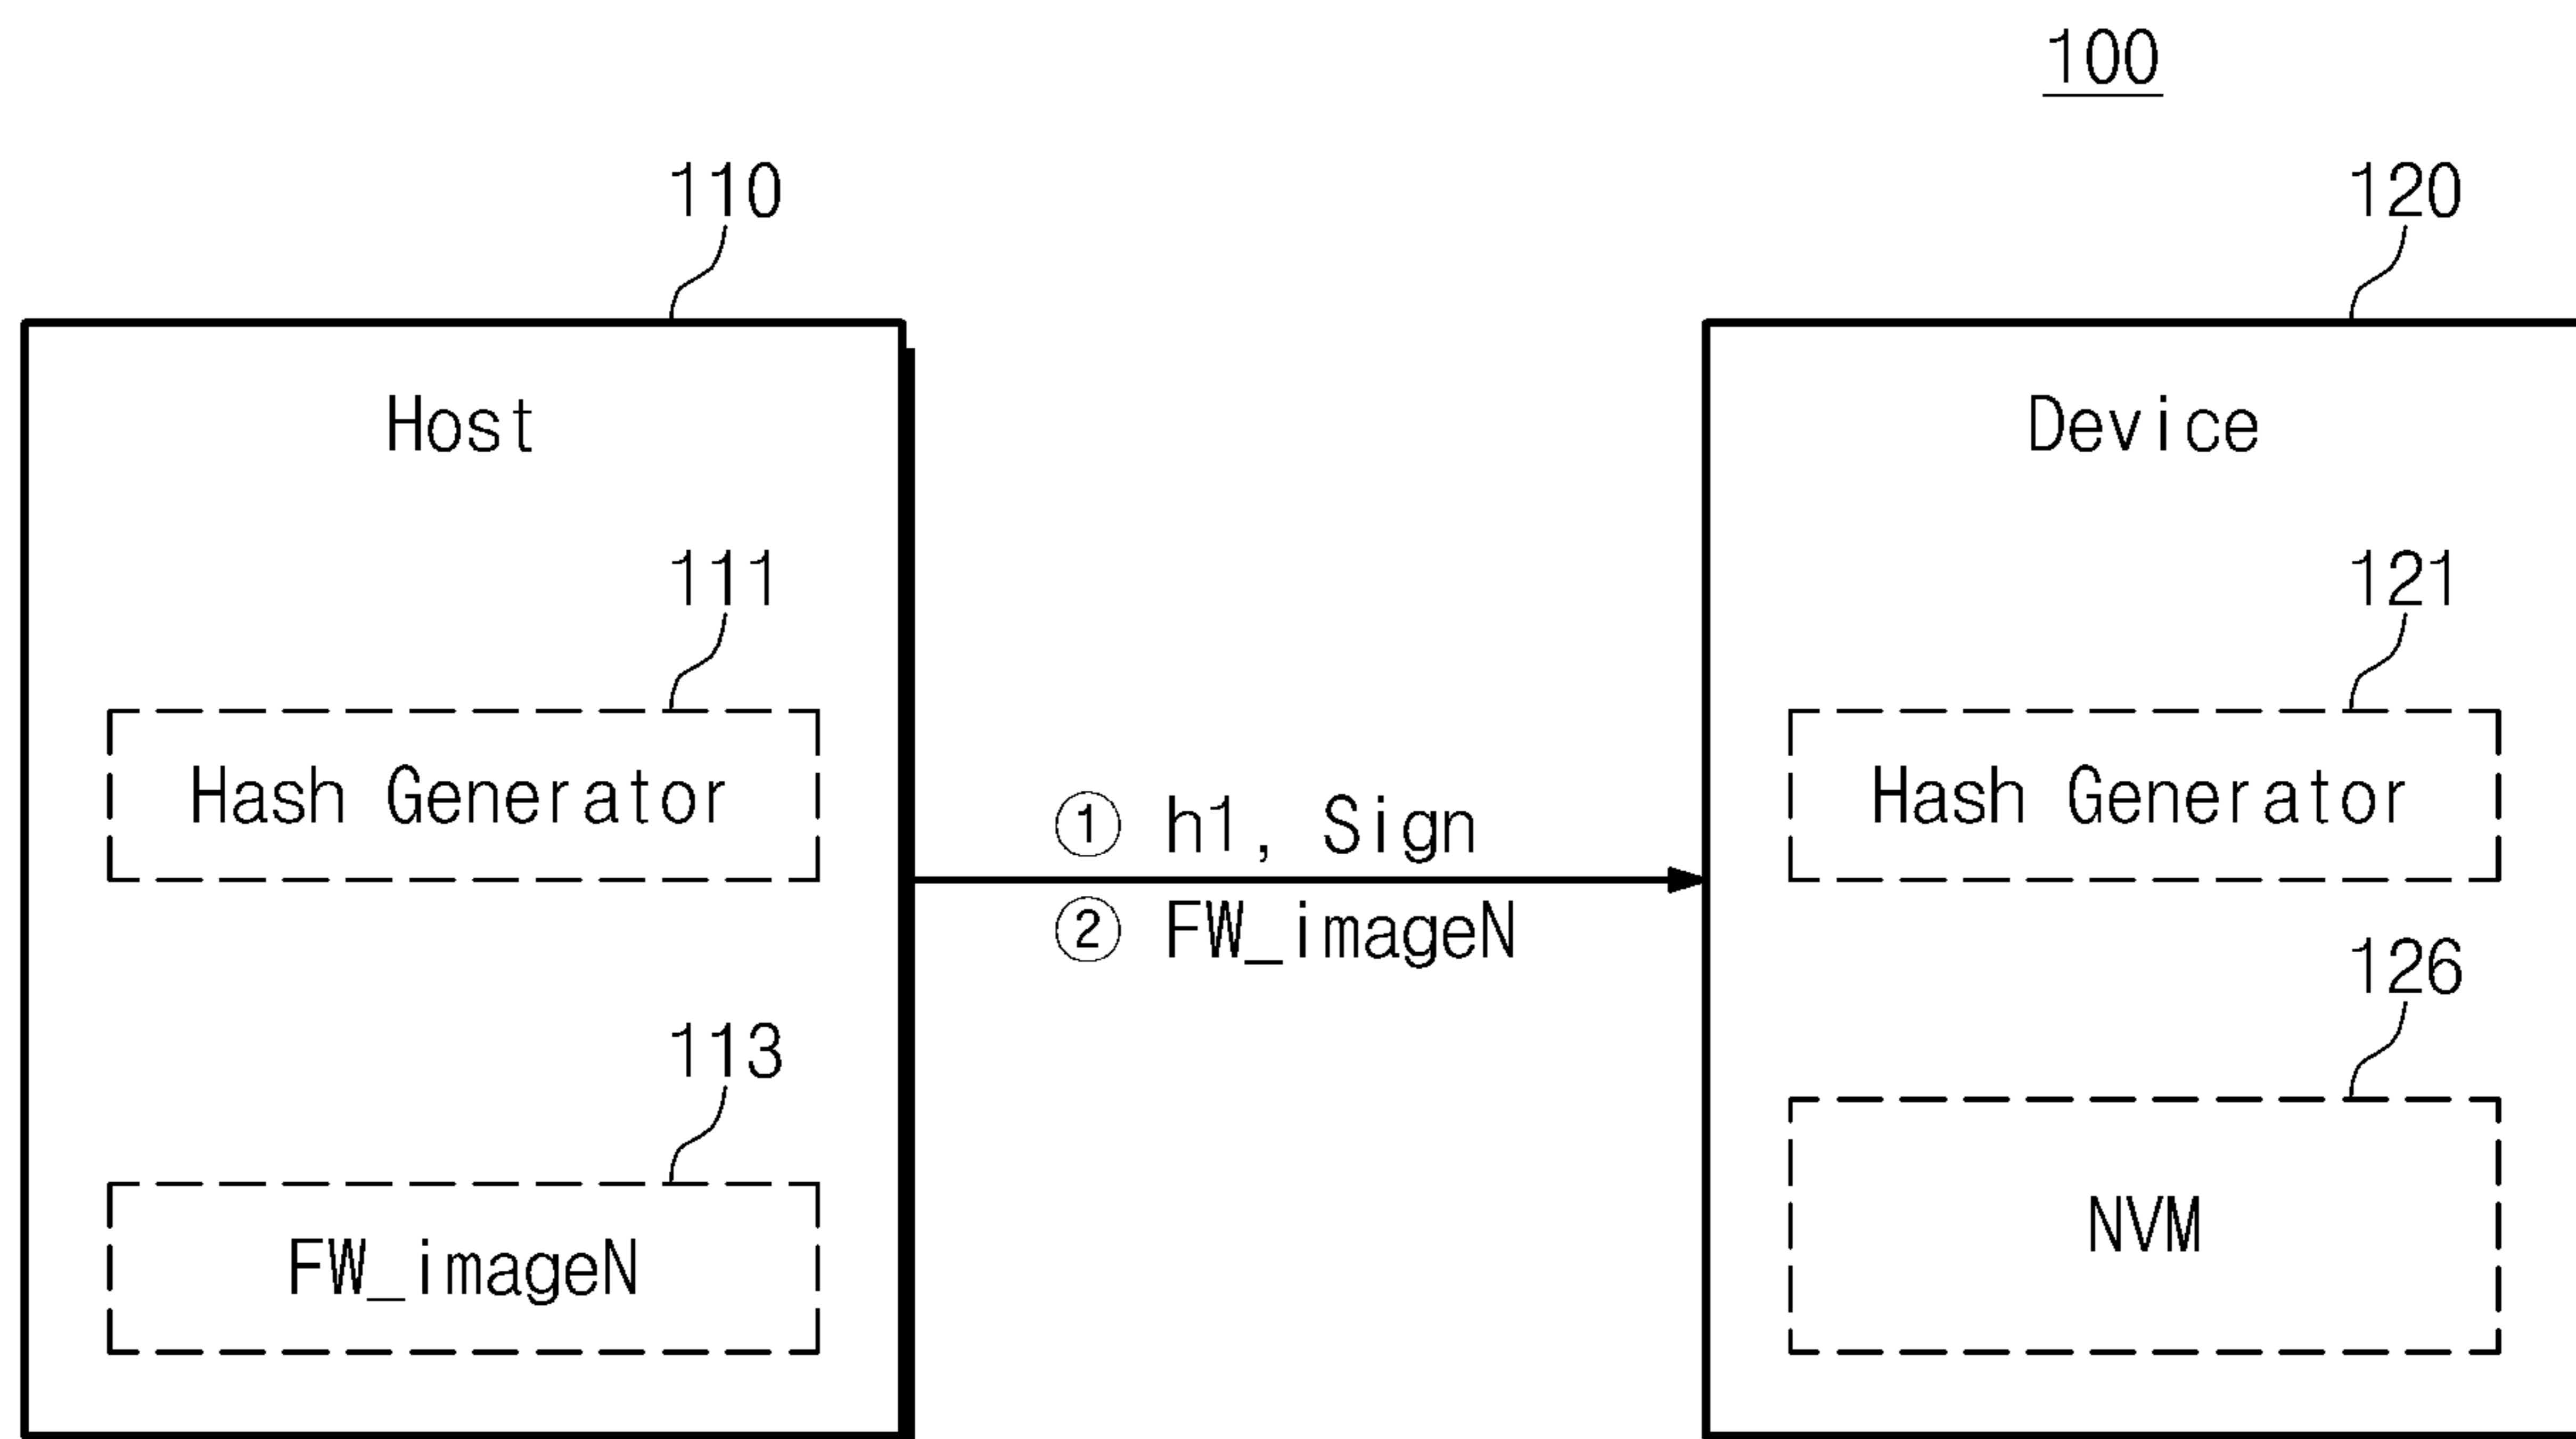 100
110
120
Host
Device
111
121
Hash Generator
Hash Generator
① h1, Sign
② FW_imageN
126
113
NVM
FW_imageN